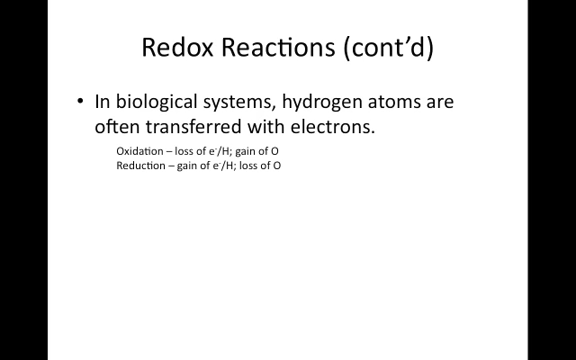 Redox Reactions (cont’d)
• In biological systems, hydrogen atoms are
often transferred with electrons.
Oxidation – loss of e⁻/H; gain of O
Reduction – gain of e⁻/H; loss of O